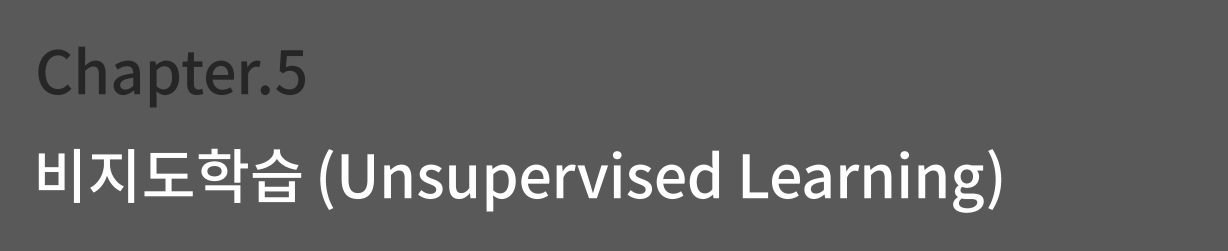 Chapter.5
비지도학습 (Unsupervised Learning)